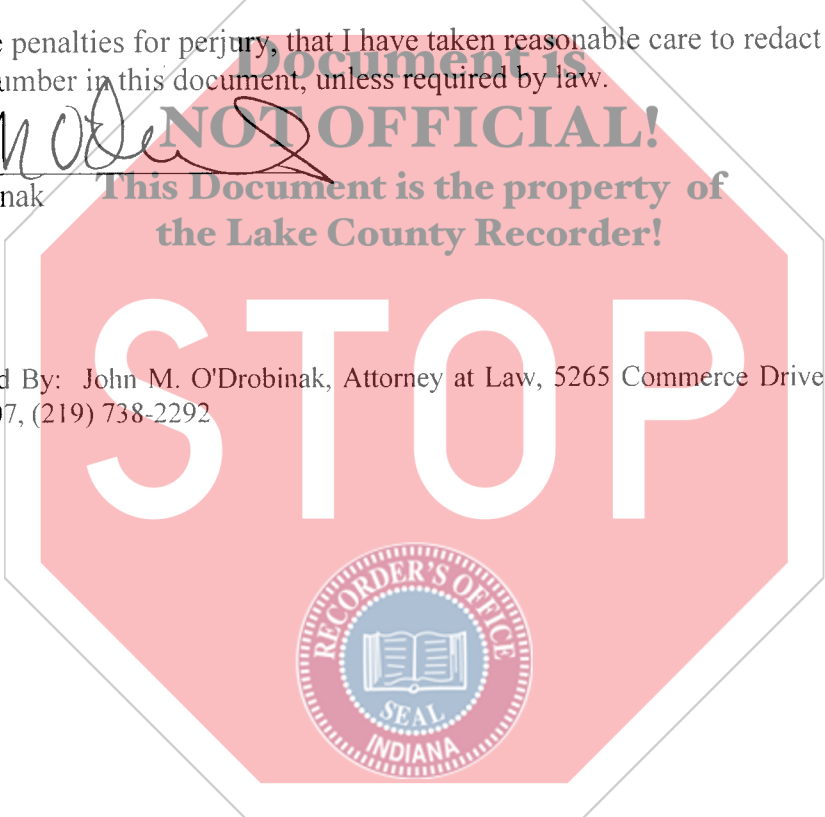 e penalties for perjury, that I have taken reasonable care to redact
Document is
umber in this document, unless required by law.
NOT OFFICIAL!
This Document is the property of
nak
the Lake County Recorder!
STOP
d By: John M. O'Drobinak, Attorney at Law, 5265 Commerce Drive
07, (219) 738-2292
RECORDER'S OFFICE
SEAL
INDIANA